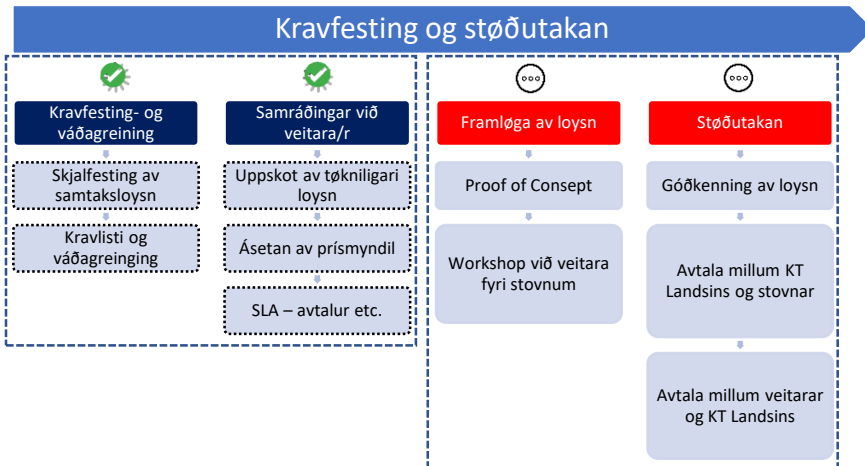 Kravfesting og støðutakan
Kravfesting- og
váðagreining
Skjalfesting av
samtaksloysn
Kravlisti og
váðagreinging
Samráðingar við
veitara/r
Uppskot av tøkniligari
loysn
Ásetan av prísmyndil
SLA – avtalur etc.
Framløga av loysn
Proof of Consept
Workshop við veitara
fyri stovnum
Støðutakan
Góðkenning av loysn
Avtala millum KT
Landsins og stovnar
Avtala millum veitarar
og KT Landsins